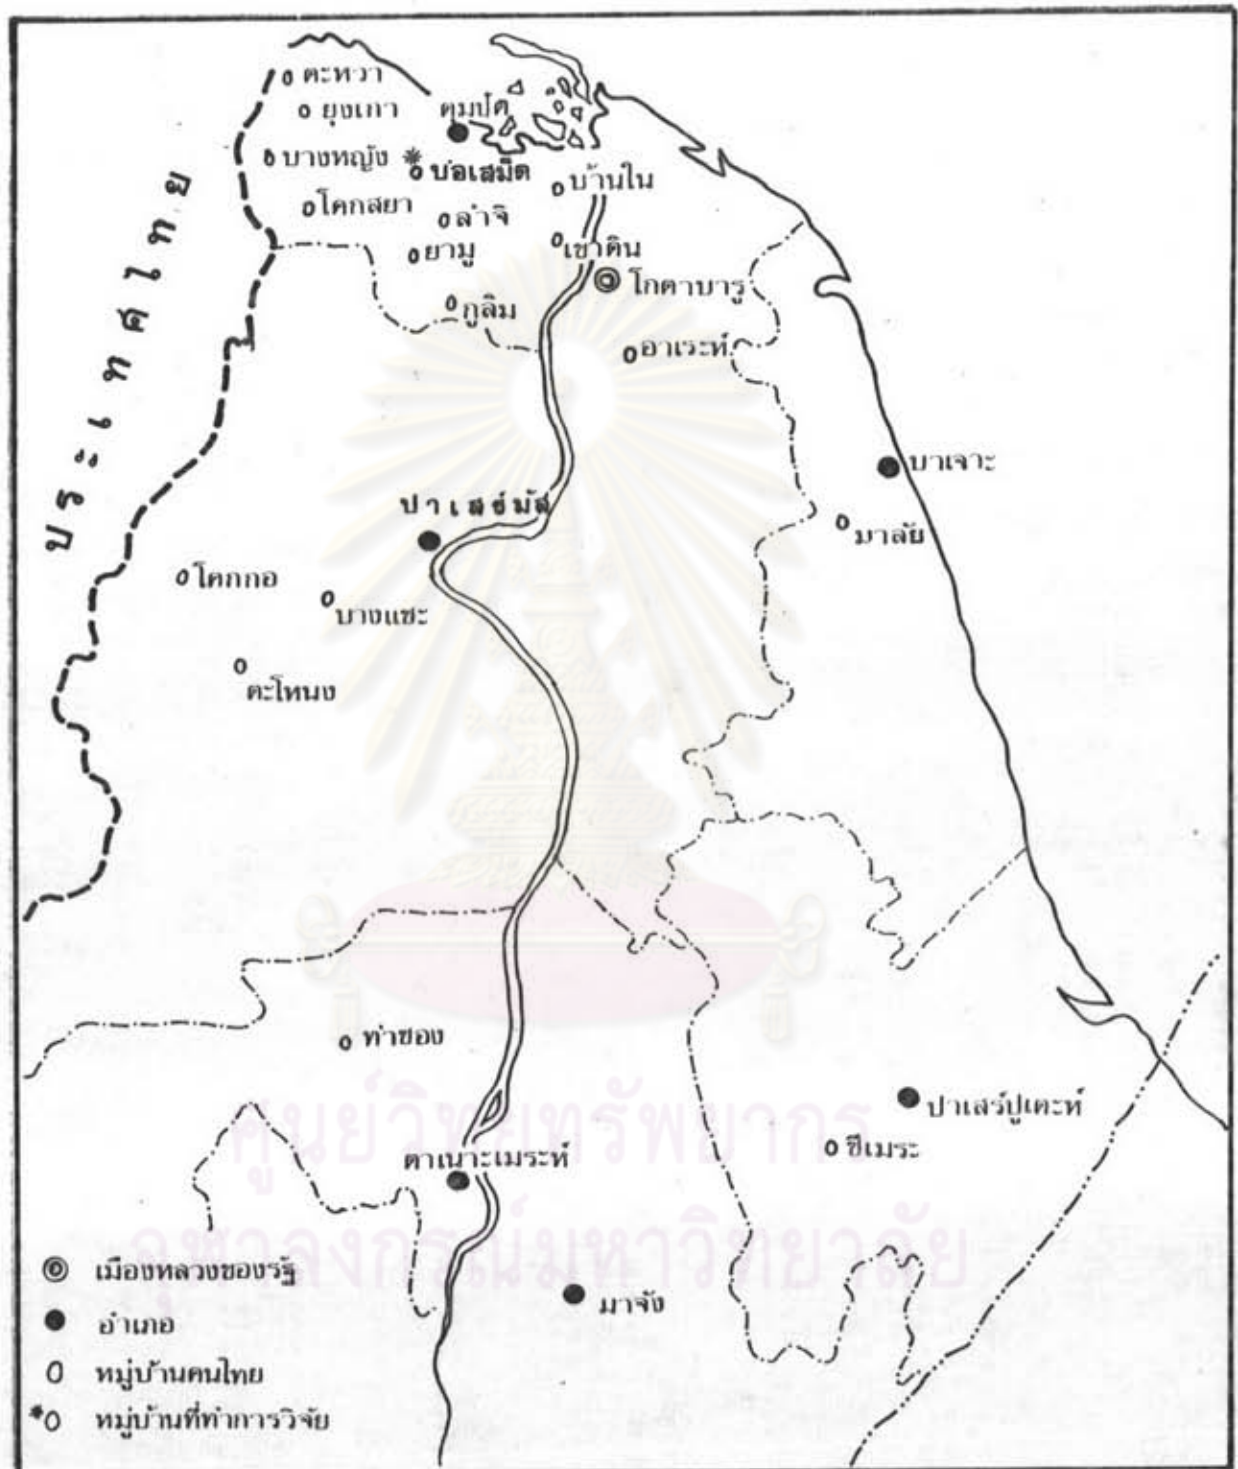 ตะหวา
ยุงเกา
ตุมปัต
บางหญัง
บ่อเสม็ด
บ้านใน
โคกสยา
ลำจิ
ยามู
เขาดิน
โกตาบารู
กูลิม
อาเระห์
ประเทศไทย
บาเจาะ
ปาเสย์มัส
มาลัย
โคกกอ
บางแซะ
ตะโหนง
ท่าซอง
ปาเสร์ปูเตะห์
ซีเมระ
ตาเนาะเมระห์
มาจัง
ศูนย์วิทยทรัพยากร
จุฬาลงกรณ์มหาวิทยาลัย
เมืองหลวงของรัฐ
อำเภอ
หมู่บ้านคนไทย
หมู่บ้านที่ทำการวิจัย